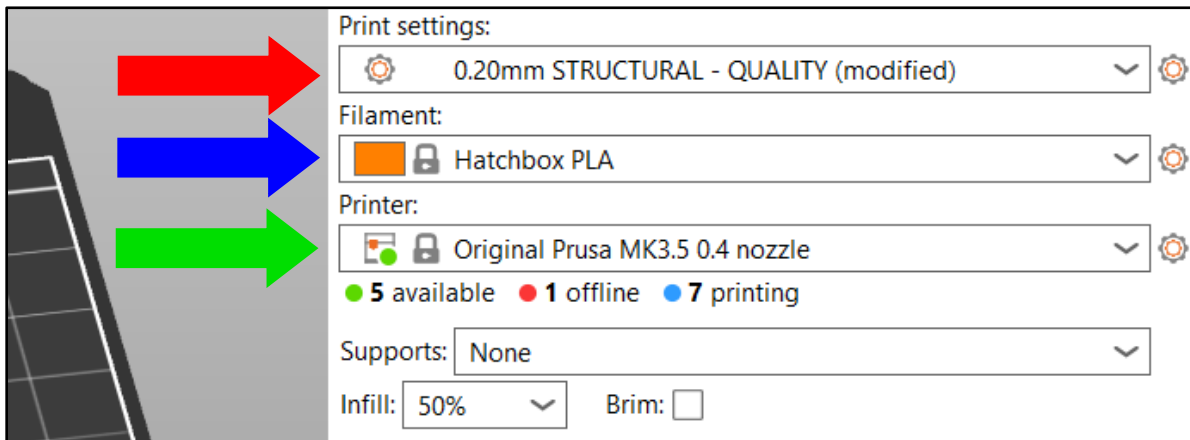 Print settings:
0.20mm STRUCTURAL - QUALITY (modified)
Filament:
Hatchbox PLA
Printer:
Original Prusa MK3.5 0.4 nozzle
5 available 1 offline 7 printing
Supports: None
Infill: 50% Brim: